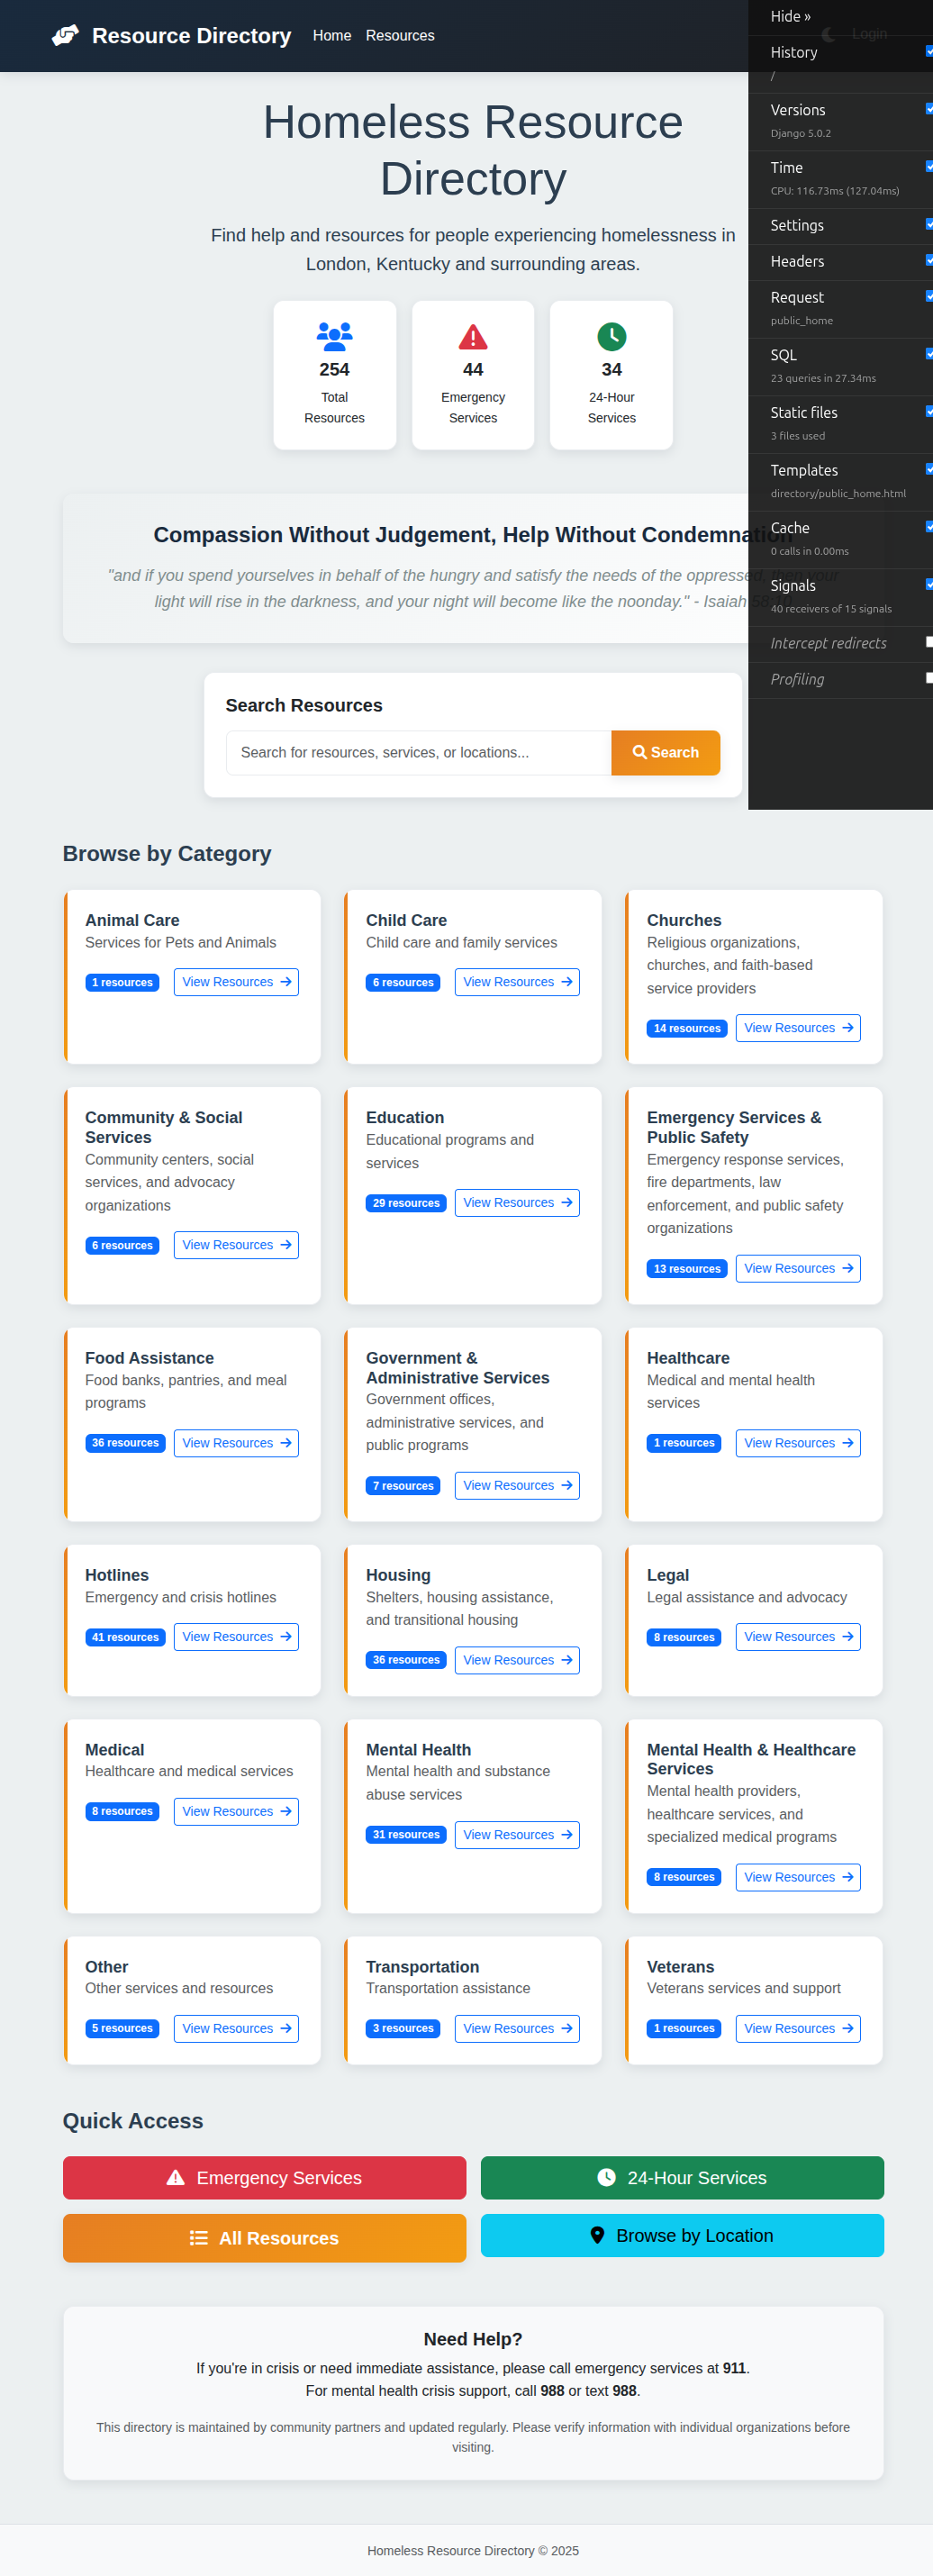 Resource Directory Home Resources Login
Hide »
History
/
Versions
Django 5.0.2
Time
CPU: 116.73ms (127.04ms)
Settings
Headers
Request
public_home
SQL
23 queries in 27.34ms
Static files
3 files used
Templates
directory/public_home.html
Cache
0 calls in 0.00ms
Signals
40 receivers of 15 signals
Intercept redirects
Profiling
Homeless Resource
Directory
Find help and resources for people experiencing homelessness in
London, Kentucky and surrounding areas.
254
Total
Resources
44
Emergency
Services
34
24-Hour
Services
Compassion Without Judgement, Help Without Condemnation
"and if you spend yourselves in behalf of the hungry and satisfy the needs of the oppressed, then your
light will rise in the darkness, and your night will become like the noonday." - Isaiah 58:10
Search Resources
Search for resources, services, or locations...
Search
Browse by Category
Animal Care
Services for Pets and Animals
1 resources View Resources →
Child Care
Child care and family services
6 resources View Resources →
Churches
Religious organizations,
churches, and faith-based
service providers
14 resources View Resources →
Community & Social
Services
Community centers, social
services, and advocacy
organizations
6 resources View Resources →
Education
Educational programs and
services
29 resources View Resources →
Emergency Services &
Public Safety
Emergency response services,
fire departments, law
enforcement, and public safety
organizations
13 resources View Resources →
Food Assistance
Food banks, pantries, and meal
programs
36 resources View Resources →
Government &
Administrative Services
Government offices,
administrative services, and
public programs
7 resources View Resources →
Healthcare
Medical and mental health
services
1 resources View Resources →
Hotlines
Emergency and crisis hotlines
41 resources View Resources →
Housing
Shelters, housing assistance,
and transitional housing
36 resources View Resources →
Legal
Legal assistance and advocacy
8 resources View Resources →
Medical
Healthcare and medical services
8 resources View Resources →
Mental Health
Mental health and substance
abuse services
31 resources View Resources →
Mental Health & Healthcare
Services
Mental health providers,
healthcare services, and
specialized medical programs
8 resources View Resources →
Other
Other services and resources
5 resources View Resources →
Transportation
Transportation assistance
3 resources View Resources →
Veterans
Veterans services and support
1 resources View Resources →
Quick Access
Emergency Services
24-Hour Services
All Resources
Browse by Location
Need Help?
If you're in crisis or need immediate assistance, please call emergency services at 911.
For mental health crisis support, call 988 or text 988.
This directory is maintained by community partners and updated regularly. Please verify information with individual organizations before
visiting.
Homeless Resource Directory © 2025